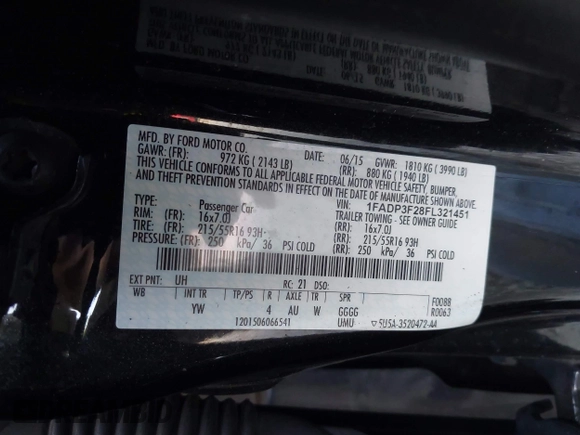 MFD. BY FORD MOTOR CO.
DATE: 06/15 GVWR: 1810 KG (3990 LB)
GAWR: (FR): 972 KG (2143 LB) (RR): 880 KG (1940 LB)
THIS VEHICLE CONFORMS TO ALL APPLICABLE FEDERAL MOTOR VEHICLE SAFETY, BUMPER,
AND THEFT PREVENTION STANDARDS IN EFFECT ON THE DATE OF MANUFACTURE SHOWN ABOVE.
TYPE: Passenger Car VIN: 1FADP3F28FL321451
(FR) (RR) TRAILER TOWING - SEE OWNER GUIDE
RIM: 16x7.0J 16x7.0J
TIRE: 215/55R16 93H 215/55R16 93H
PRESSURE: (FR) 250 kPa/ 36 PSI COLD (RR) 250 kPa/ 36 PSI COLD
EXT PNT: UH RC: 21 DSO:
WB INT TR TP/PS R AXLE TR SPR F0088
YW 4 AU W GGGG R0063
1201506066541 UMU 5U5A-3520472-AA